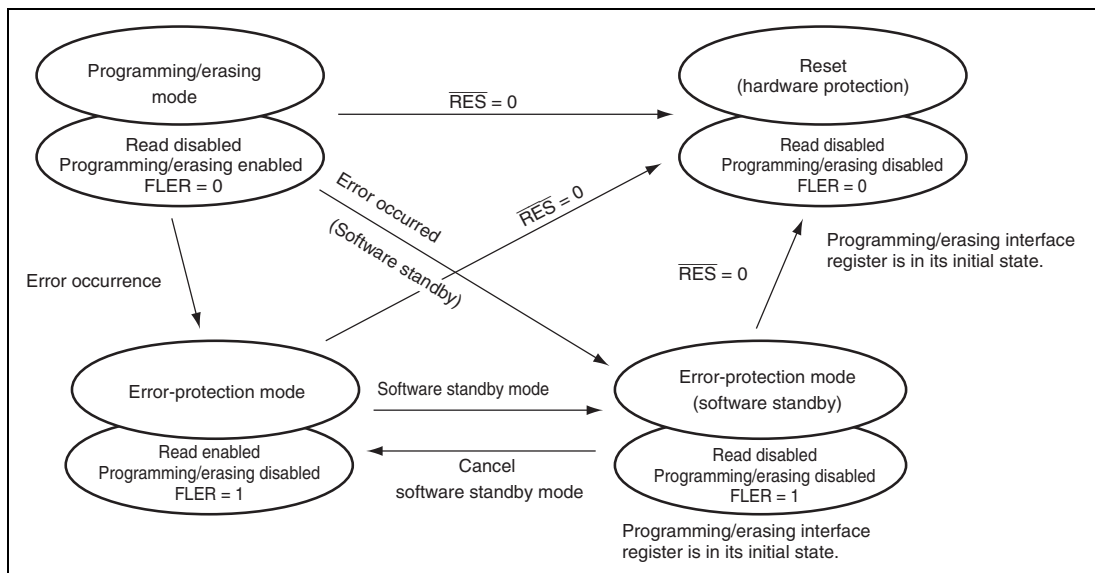 Programming/erasing
mode
Read disabled
Programming/erasing enabled
FLER = 0
RES = 0
Reset
(hardware protection)
Read disabled
Programming/erasing disabled
FLER = 0
Programming/erasing interface
register is in its initial state.
Error occurred
(Software standby)
RES = 0
RES = 0
Error occurrence
Error-protection mode
Read enabled
Programming/erasing disabled
FLER = 1
Software standby mode
Cancel
software standby mode
Error-protection mode
(software standby)
Read disabled
Programming/erasing disabled
FLER = 1
Programming/erasing interface
register is in its initial state.